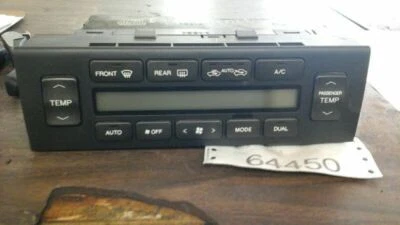 FRONT REAR AUTO A/C
TEMP
PASSENGER
TEMP
AUTO OFF < > MODE DUAL
64450